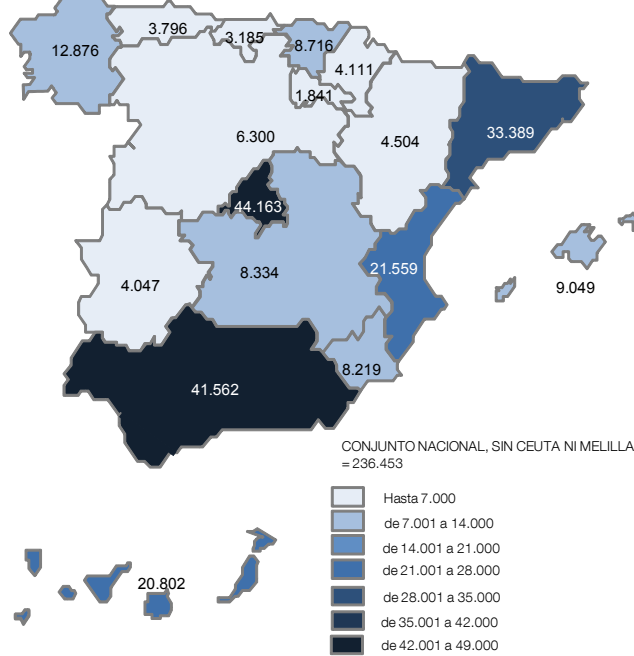 12.876
3.796
3.185
8.716
4.111
1.841
6.300
4.504
33.389
44.163
8.334
21.559
4.047
9.049
8.219
41.562
CONJUNTO NACIONAL, SIN CEUTA NI MELILLA
= 236.453
Hasta 7.000
de 7.001 a 14.000
de 14.001 a 21.000
de 21.001 a 28.000
de 28.001 a 35.000
de 35.001 a 42.000
de 42.001 a 49.000
20.802